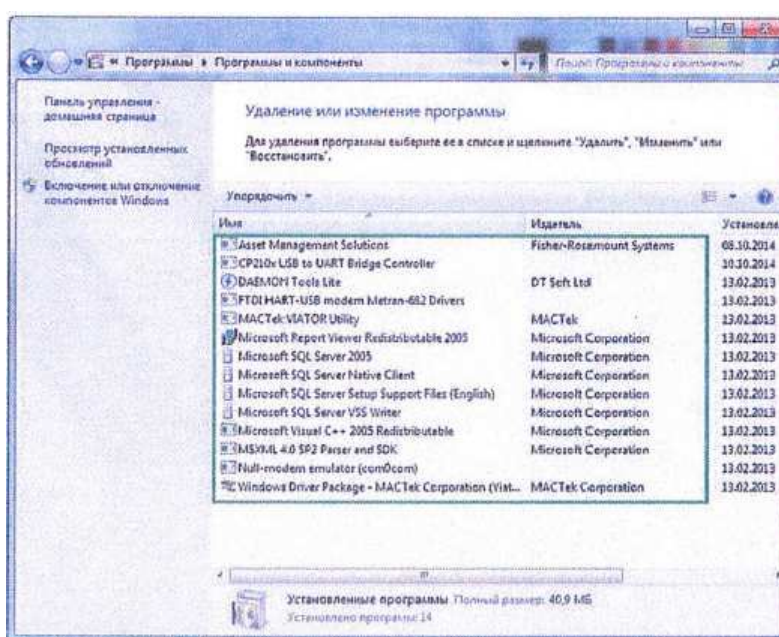 « Программы ▸ Программы и компоненты
Поиск: Программы и компоненты
Панель управления -
домашняя страница
Просмотр установленных
обновлений
Включение или отключение
компонентов Windows
Удаление или изменение программы
Для удаления программы выберите ее в списке и щелкните "Удалить", "Изменить" или
"Восстановить".
Упорядочить
Имя Издатель Установле
Asset Management Solutions Fisher-Rosemount Systems 08.10.2014
CP210x USB to UART Bridge Controller 10.10.2014
DAEMON Tools Lite DT Soft Ltd 13.02.2013
FTDI HART-USB modem Metran-682 Drivers 13.02.2013
MACTek VIATOR Utility MACTek 13.02.2013
Microsoft Report Viewer Redistributable 2005 Microsoft Corporation 13.02.2013
Microsoft SQL Server 2005 Microsoft Corporation 13.02.2013
Microsoft SQL Server Native Client Microsoft Corporation 13.02.2013
Microsoft SQL Server Setup Support Files (English) Microsoft Corporation 13.02.2013
Microsoft SQL Server VSS Writer Microsoft Corporation 13.02.2013
Microsoft Visual C++ 2005 Redistributable Microsoft Corporation 13.02.2013
MSXML 4.0 SP2 Parser and SDK Microsoft Corporation 13.02.2013
Null-modem emulator (com0com) 13.02.2013
Windows Driver Package - MACTek Corporation (Viat... MACTek Corporation 13.02.2013
Установленные программы Полный размер: 40,9 МБ
Установлено программ: 14